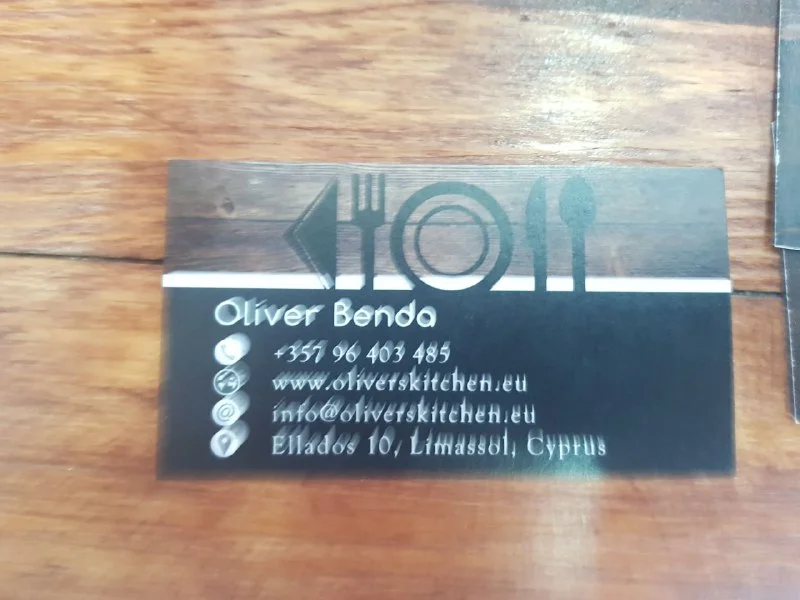 Oliver Benda
+357 96 403 485
www.oliverskitchen.eu
info@oliverskitchen.eu
Ellados 10, Limassol, Cyprus